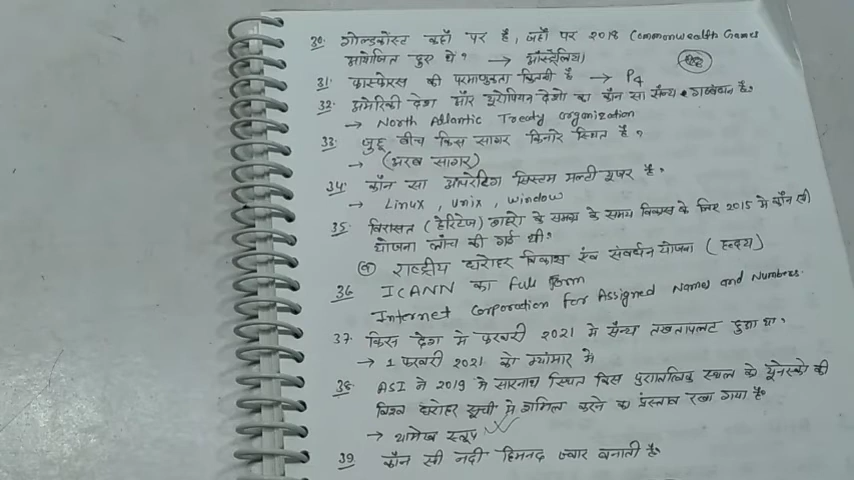 30. गोल्डकोस्ट कहाँ पर है, जहाँ पर 2018 Commonwealth Games
आयोजित हुए थे? → ऑस्ट्रेलिया
31. फास्फोरस की परमाणुकता कितनी है → P4
32. अमेरिकी देश और यूरोपियन देशो का कौन सा सैन्य गठबंधन है?
→ North Atlantic Treaty organization
33. जुहू बीच किस सागर किनारे स्थित है?
→ (अरब सागर)
34. कौन सा ऑपरेटिंग सिस्टम मल्टी यूजर है?
→ Linux, unix, window
35. विरासत (हेरिटेज) शहरो के समग्र के समय विकास के लिए 2015 मे कौन सी
योजना लाँच की गई थी?
राष्ट्रीय धरोहर विकास एंव संवर्धन योजना (हृदय)
36 ICANN का Full form
Internet Corporation for Assigned Names and Numbers.
37. किस देश मे फरवरी 2021 मे सैन्य तख्तापलट हुआ था?
→ 1 फरवरी 2021 को म्यांमार मे
38. ASI ने 2019 मे सारनाथ स्थित किस पुरातात्विक स्थल को यूनेस्को की
विश्व धरोहर सूची मे शामिल करने का प्रस्ताव रखा गया है?
→ धामेख स्तूप
39 कौन सी नदी हिमनद ज्वार बनाती है?